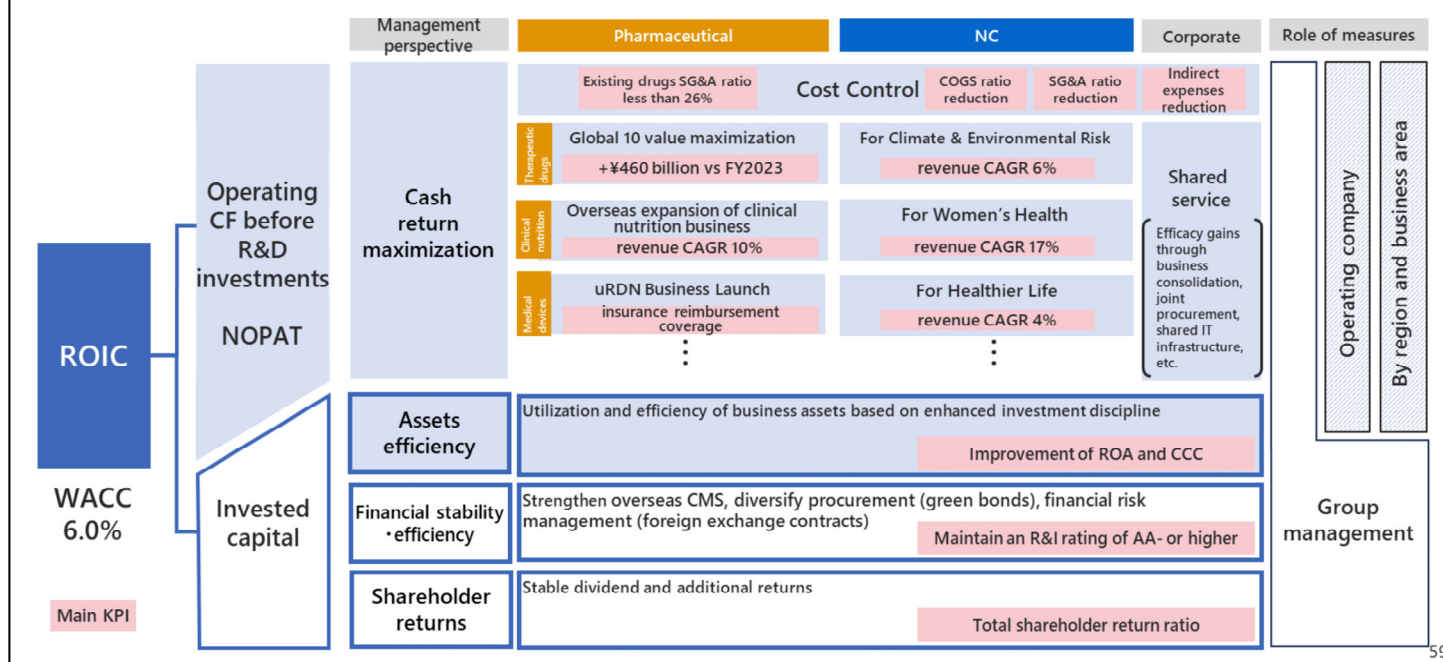 Management
perspective
Pharmaceutical
NC
Corporate
Role of measures
Existing drugs SG&A ratio
less than 26%
Cost Control
COGS ratio
reduction
SG&A ratio
reduction
Indirect
expenses
reduction
Operating
CF before
R&D
investments
NOPAT
ROIC
WACC
6.0%
Invested
capital
Main KPI
Cash
return
maximization
Therapeutic
drugs
Global 10 value maximization
+¥460 billion vs FY2023
For Climate & Environmental Risk
revenue CAGR 6%
Clinical
nutrition
Overseas expansion of clinical
nutrition business
revenue CAGR 10%
For Women's Health
revenue CAGR 17%
Medical
devices
uRDN Business Launch
insurance reimbursement
coverage
⋮
For Healthier Life
revenue CAGR 4%
⋮
Shared
service
Efficacy gains
through
business
consolidation,
joint
procurement,
shared IT
infrastructure,
etc.
Operating company
By region and business area
Group
management
Assets
efficiency
Utilization and efficiency of business assets based on enhanced investment discipline
Improvement of ROA and CCC
Financial stability
・efficiency
Strengthen overseas CMS, diversify procurement (green bonds), financial risk
management (foreign exchange contracts)
Maintain an R&I rating of AA- or higher
Shareholder
returns
Stable dividend and additional returns
Total shareholder return ratio
59